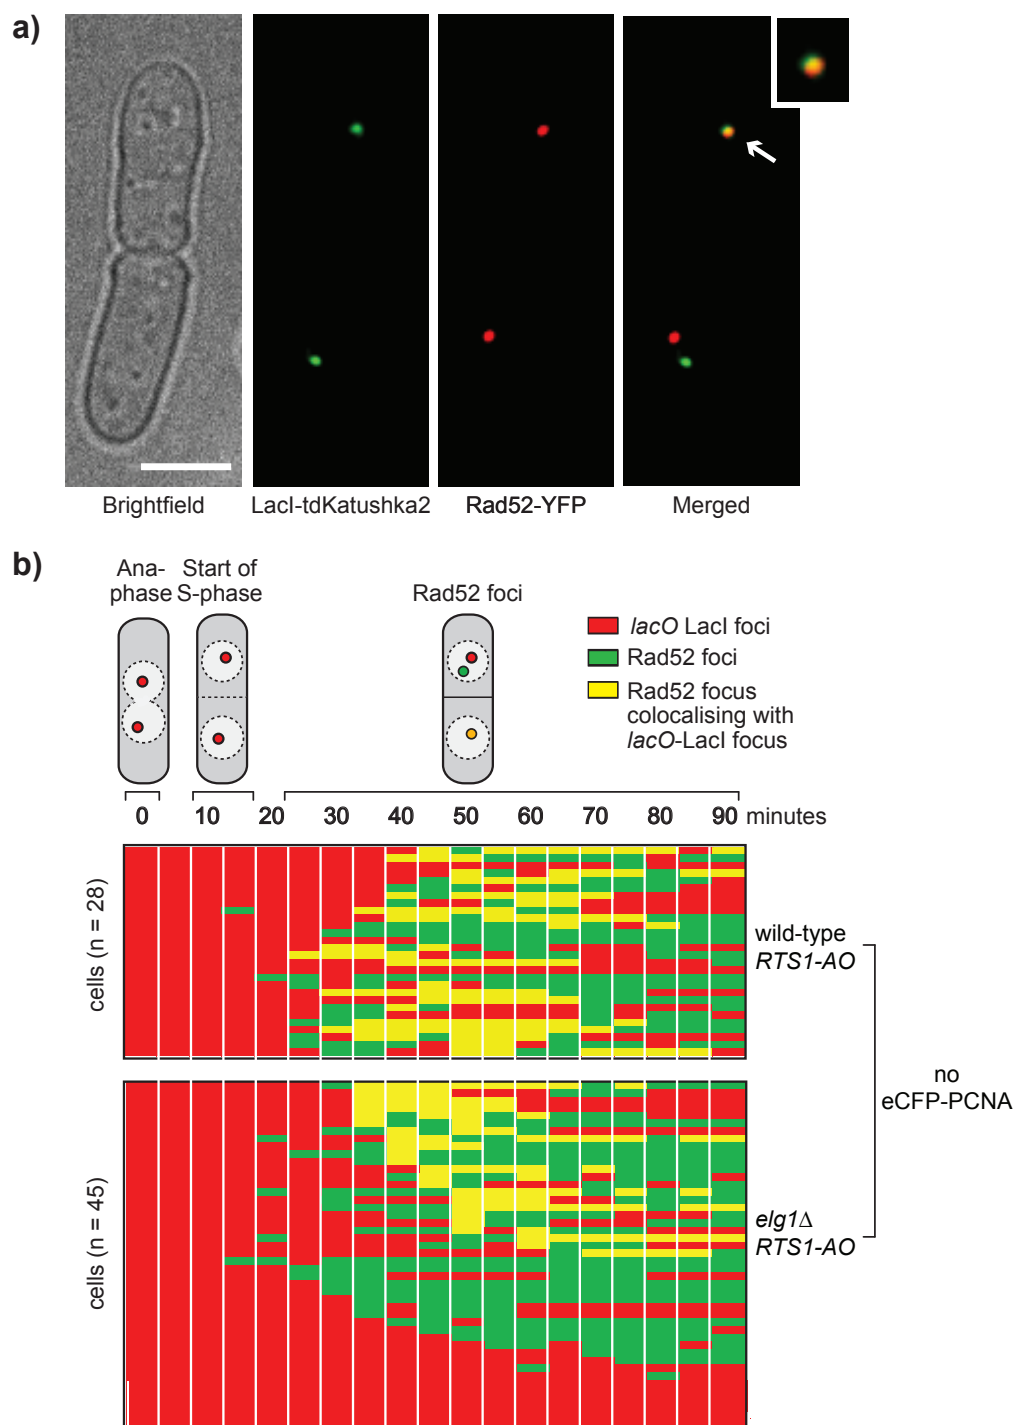 a)
Brightfield
LacI-tdKatushka2
Rad52-YFP
Merged
b)
Ana-
phase
Start of
S-phase
Rad52 foci
lacO LacI foci
Rad52 foci
Rad52 focus
colocalising with
lacO-LacI focus
0 10 20 30 40 50 60 70 80 90 minutes
cells (n = 28)
wild-type
RTS1-AO
no
eCFP-PCNA
cells (n = 45)
elg1Δ
RTS1-AO